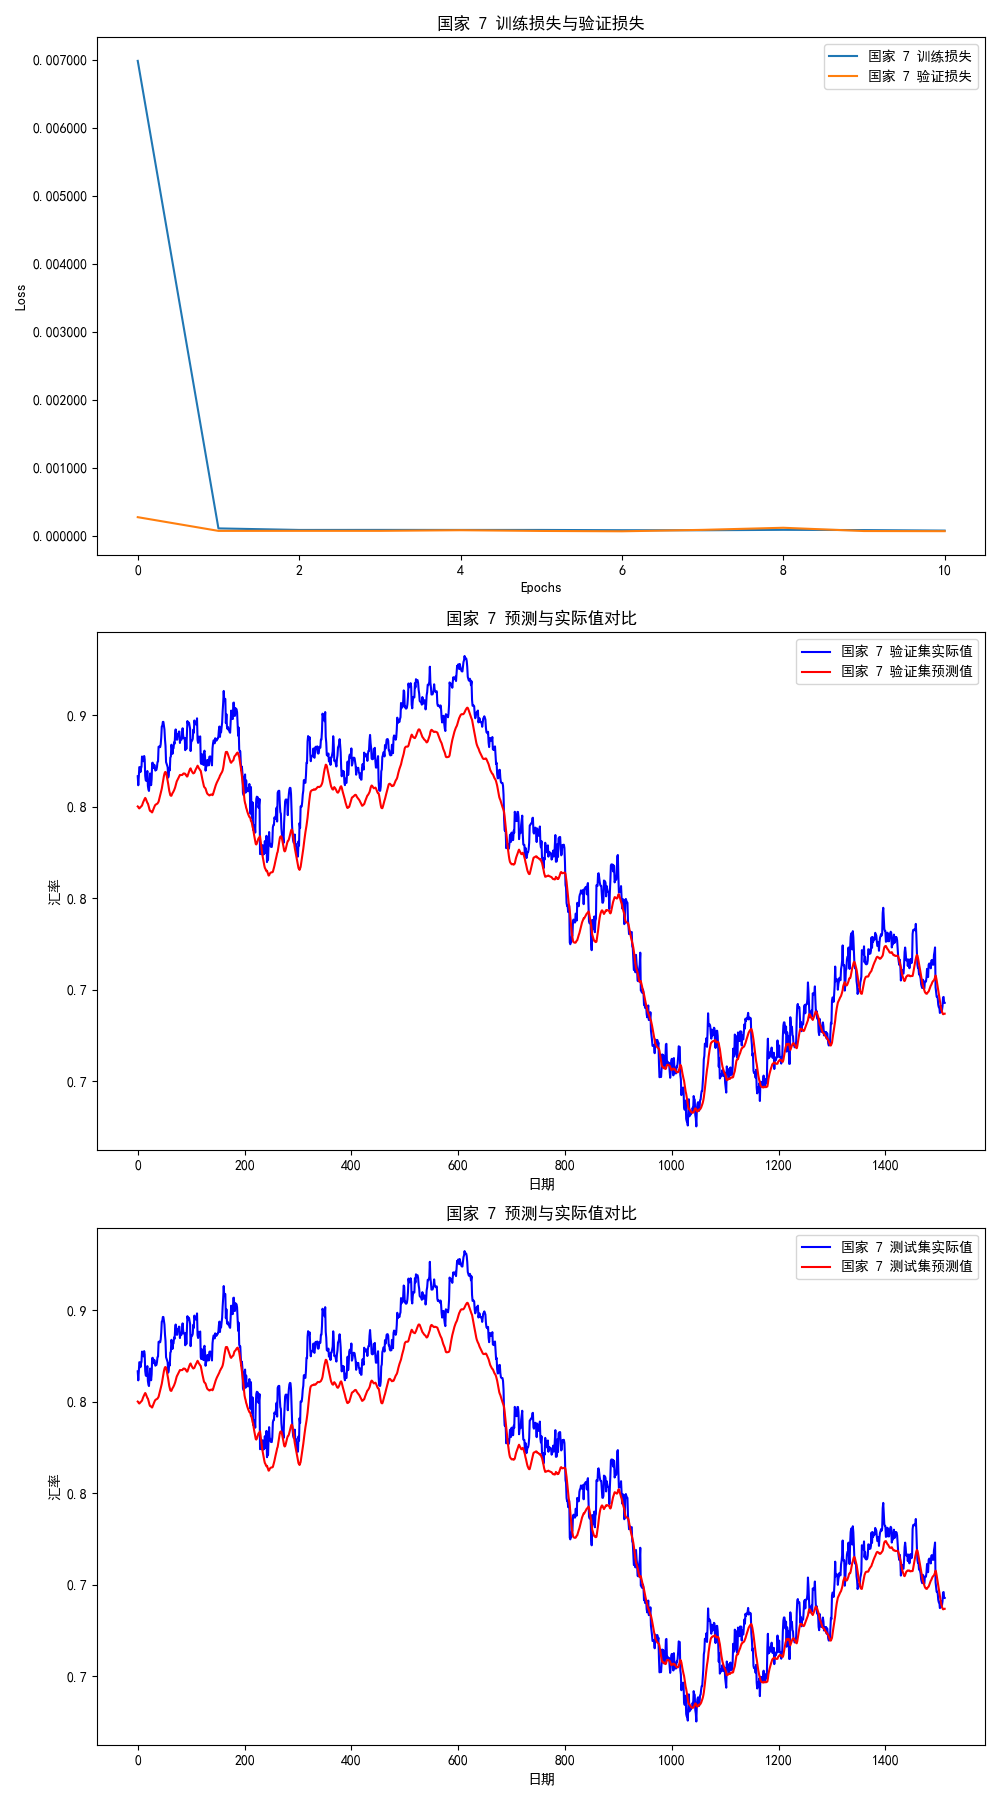 国家 7 训练损失与验证损失
国家 7 训练损失
国家 7 验证损失
0.007000
0.006000
0.005000
0.004000
0.003000
0.002000
0.001000
0.000000
Loss
0 2 4 6 8 10
Epochs
国家 7 预测与实际值对比
国家 7 验证集实际值
国家 7 验证集预测值
0.9
0.8
0.8
0.7
0.7
汇率
0 200 400 600 800 1000 1200 1400
日期
国家 7 预测与实际值对比
国家 7 测试集实际值
国家 7 测试集预测值
0.9
0.8
0.8
0.7
0.7
汇率
0 200 400 600 800 1000 1200 1400
日期